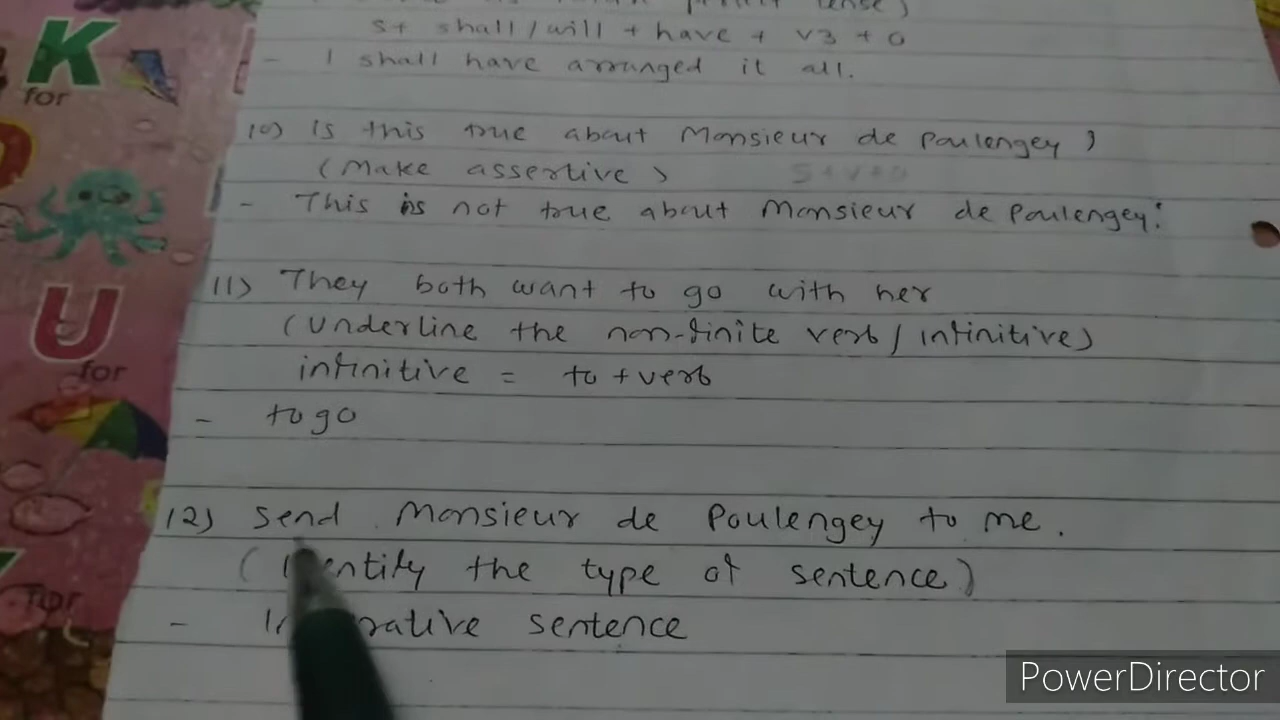 tense)
S+ shall/will + have + v3 + o
- I shall have arranged it all.
K
for
10) Is this true about Monsieur de Poulengey ?
(Make assertive) S+V+O
- This is not true about Monsieur de Poulengey.
U
for
11) They both want to go with her
(Underline the non-finite verb / infinitive)
infinitive = to + verb
- to go
12) Send Monsieur de Poulengey to me.
( the type of sentence)
for
- sentence
PowerDirector